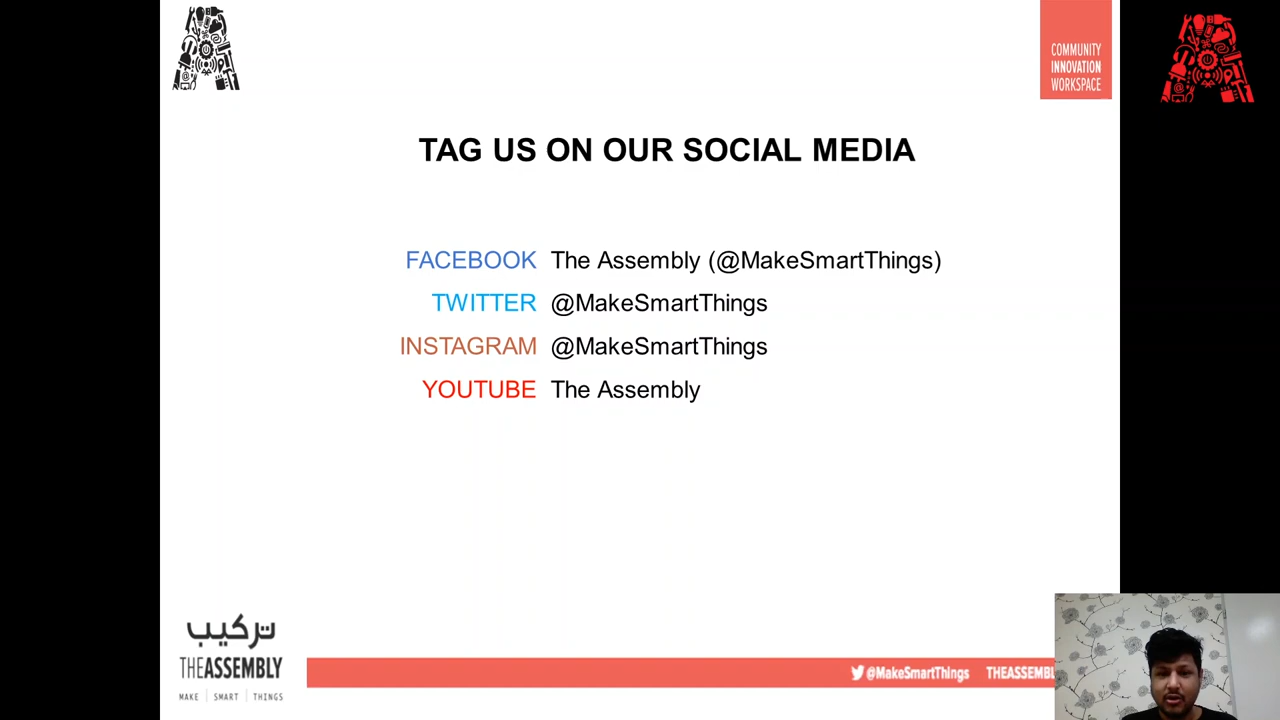 COMMUNITY
INNOVATION
WORKSPACE
TAG US ON OUR SOCIAL MEDIA
FACEBOOK The Assembly (@MakeSmartThings)
TWITTER @MakeSmartThings
INSTAGRAM @MakeSmartThings
YOUTUBE The Assembly
تركيب
THEASSEMBLY
MAKE | SMART | THINGS
@MakeSmartThings THEASSEMBL